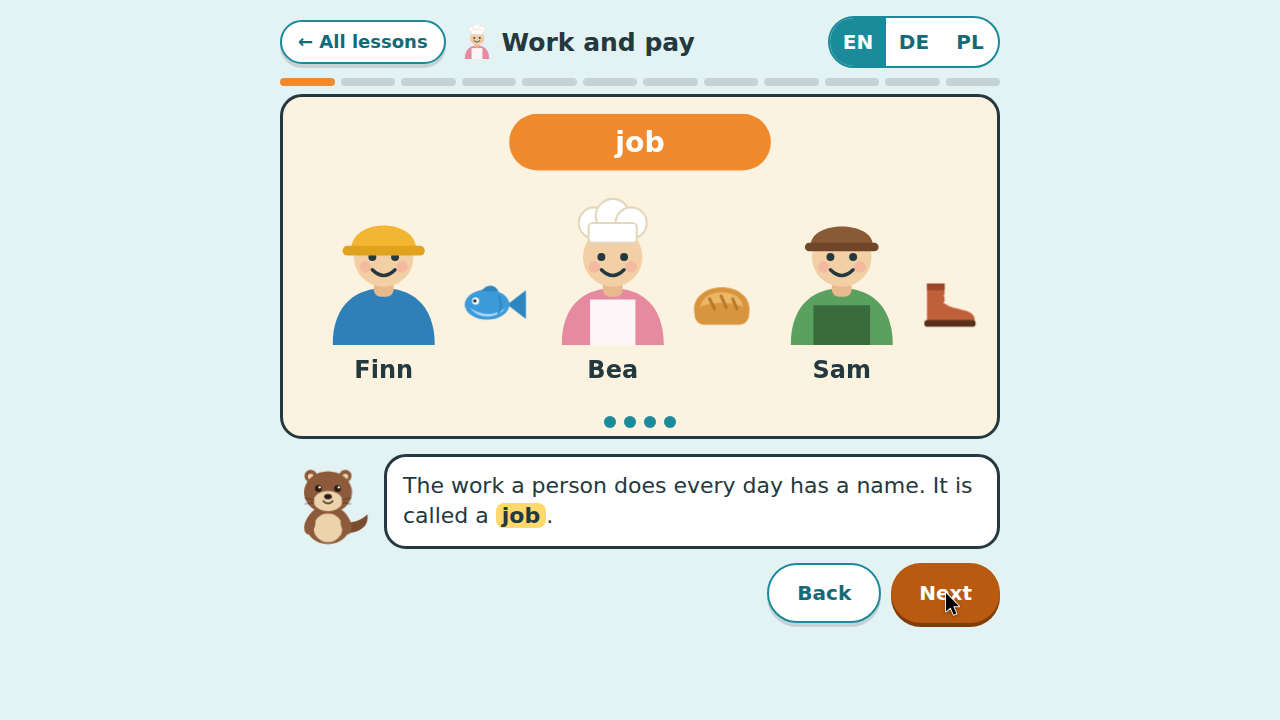 ← All lessons
Work and pay
EN DE PL
job
Finn
Bea
Sam
The work a person does every day has a name. It is
called a job.
Back
Next